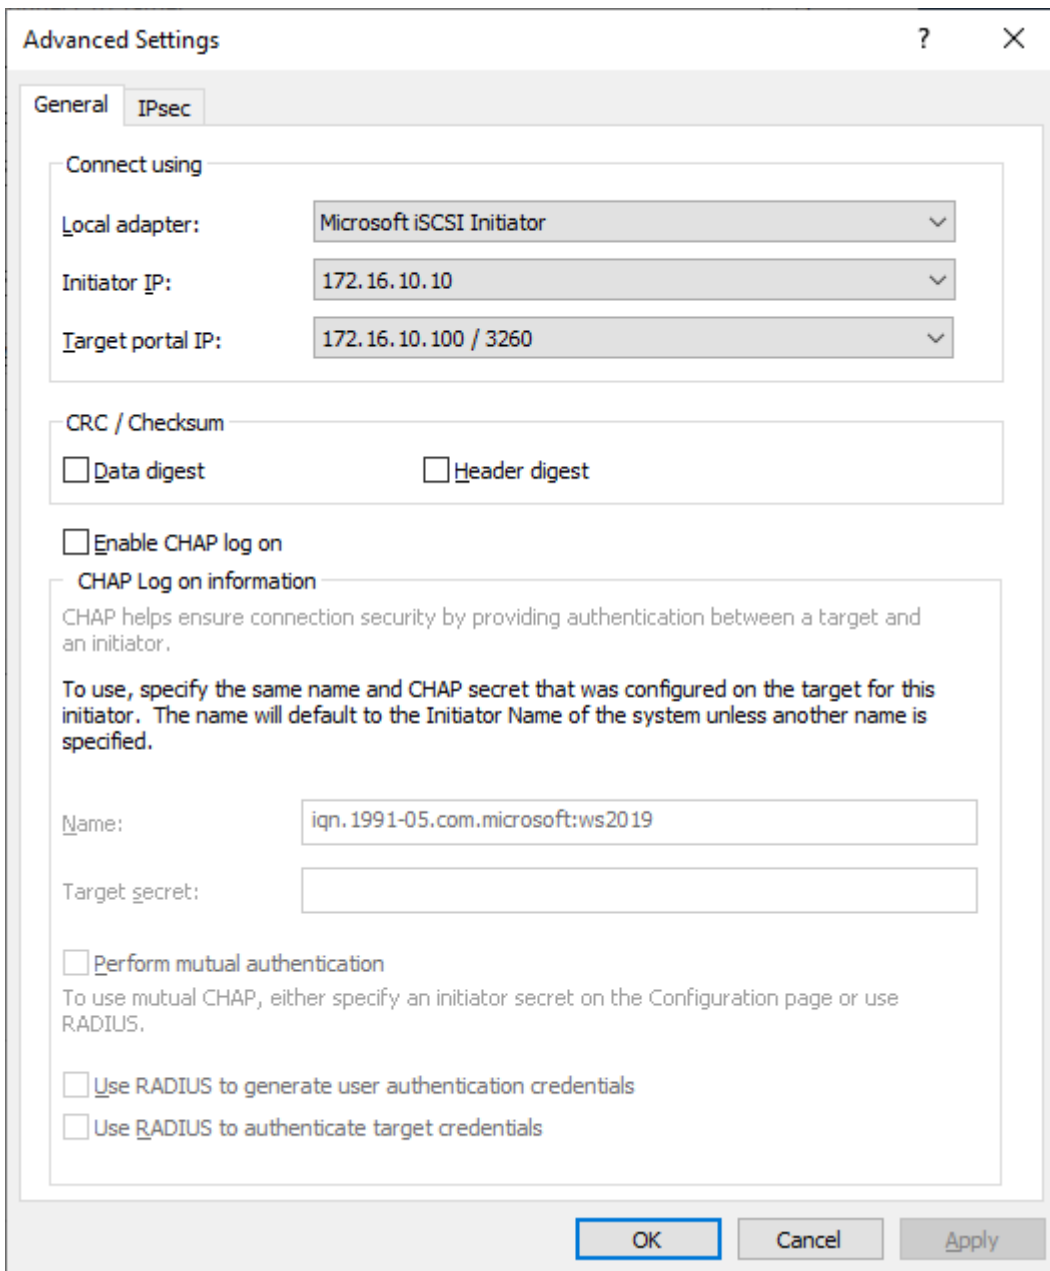 Advanced Settings
?
General
IPsec
Connect using
Local adapter:
Microsoft iSCSI Initiator
Initiator IP:
172.16.10.10
Target portal IP:
172.16.10.100 / 3260
CRC / Checksum
Data digest
Header digest
Enable CHAP log on
CHAP Log on information
CHAP helps ensure connection security by providing authentication between a target and
an initiator.
To use, specify the same name and CHAP secret that was configured on the target for this
initiator.  The name will default to the Initiator Name of the system unless another name is
specified.
Name:
iqn.1991-05.com.microsoft:ws2019
Target secret:
Perform mutual authentication
To use mutual CHAP, either specify an initiator secret on the Configuration page or use
RADIUS.
Use RADIUS to generate user authentication credentials
Use RADIUS to authenticate target credentials
OK
Cancel
Apply